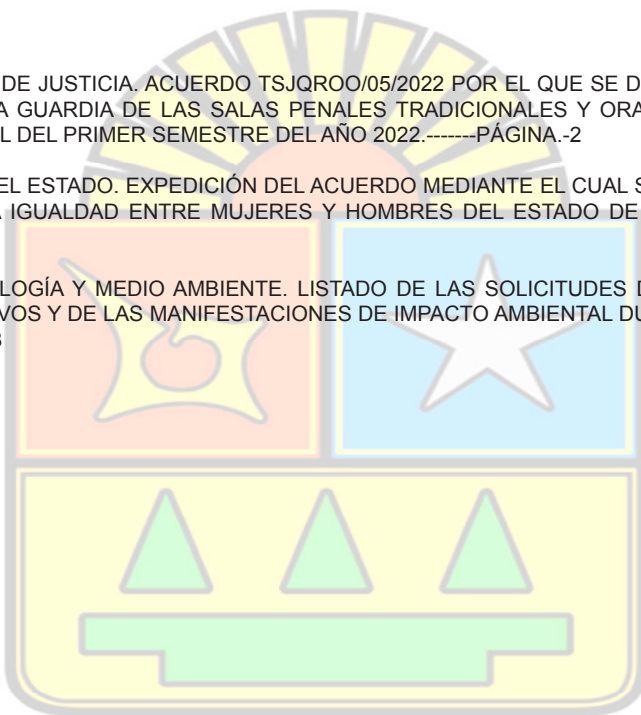 DE JUSTICIA. ACUERDO TSJQROO/05/2022 POR EL QUE SE D
A GUARDIA DE LAS SALAS PENALES TRADICIONALES Y ORA
L DEL PRIMER SEMESTRE DEL AÑO 2022.-------PÁGINA.-2
EL ESTADO. EXPEDICIÓN DEL ACUERDO MEDIANTE EL CUAL S
IGUALDAD ENTRE MUJERES Y HOMBRES DEL ESTADO DE
LOGÍA Y MEDIO AMBIENTE. LISTADO DE LAS SOLICITUDES D
VOS Y DE LAS MANIFESTACIONES DE IMPACTO AMBIENTAL DU